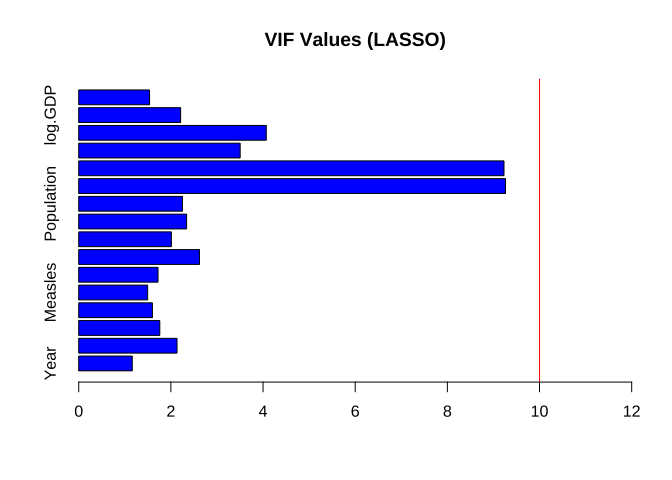 VIF Values (LASSO)
log.GDP
Population
Measles
Year
0 2 4 6 8 10 12